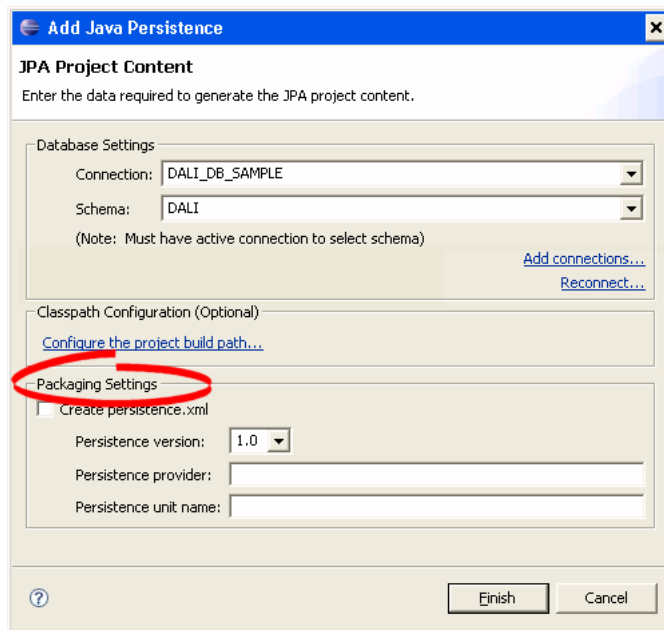 Add Java Persistence
JPA Project Content
Enter the data required to generate the JPA project content.
Database Settings
Connection: DALI_DB_SAMPLE
Schema: DALI
(Note: Must have active connection to select schema)
Add connections...
Reconnect...
Classpath Configuration (Optional)
Configure the project build path...
Packaging Settings
Create persistence.xml
Persistence version: 1.0
Persistence provider:
Persistence unit name:
? Finish Cancel